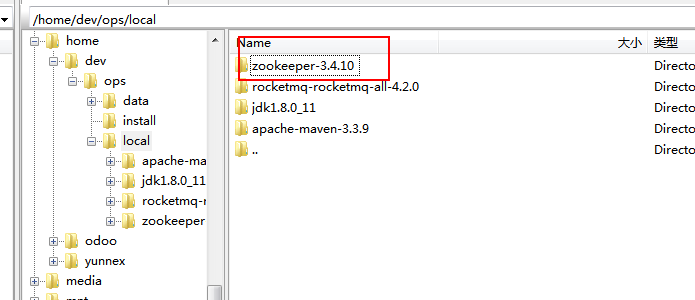 /home/dev/ops/local
home
dev
ops
data
install
local
apache-ma
jdk1.8.0_11
rocketmq-r
zookeeper
odoo
yunnex
media
Name 大小 类型
zookeeper-3.4.10 Directo
rocketmq-rocketmq-all-4.2.0 Directo
jdk1.8.0_11 Directo
apache-maven-3.3.9 Directo
.. Directo